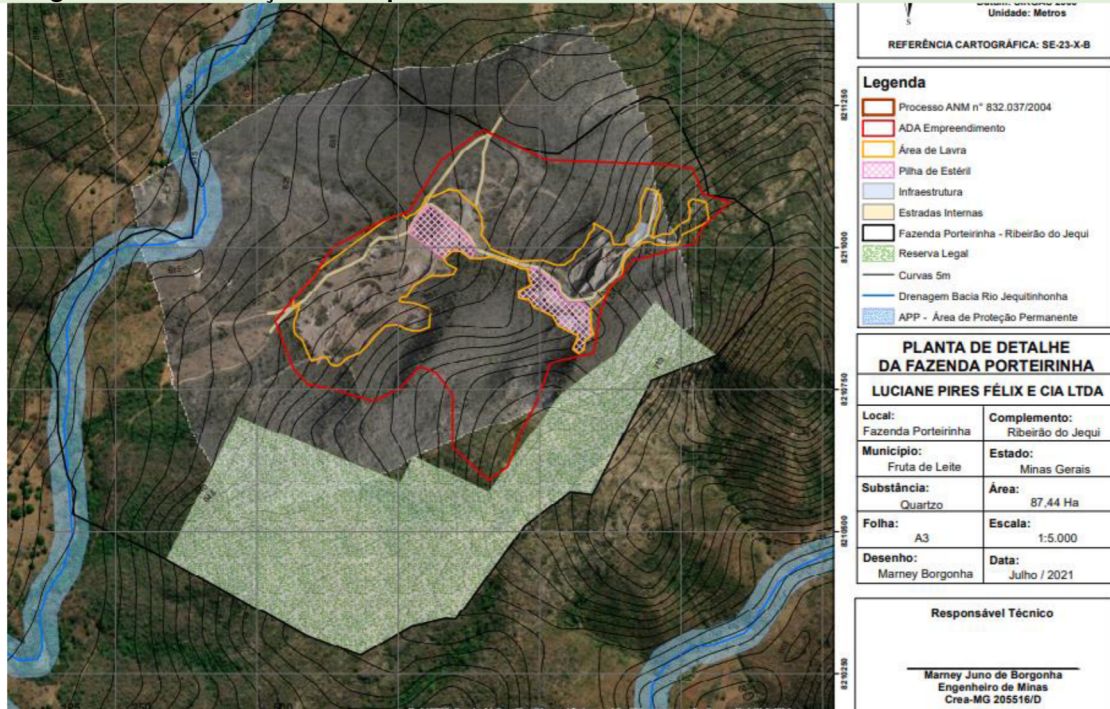 Unidade: Metros
REFERÊNCIA CARTOGRÁFICA: SE-23-X-B
Legenda
Processo ANM n° 832.037/2004
ADA Empreendimento
Área de Lavra
Pilha de Estéril
Infraestrutura
Estradas Internas
Fazenda Porteirinha - Ribeirão do Jequi
Reserva Legal
Curvas 5m
Drenagem Bacia Rio Jequitinhonha
APP - Área de Proteção Permanente
PLANTA DE DETALHE
DA FAZENDA PORTEIRINHA
LUCIANE PIRES FÉLIX E CIA LTDA
Local:
Fazenda Porteirinha
Complemento:
Ribeirão do Jequi
Município:
Fruta de Leite
Estado:
Minas Gerais
Substância:
Quartzo
Área:
87,44 Ha
Folha:
A3
Escala:
1:5.000
Desenho:
Marney Borgonha
Data:
Julho / 2021
Responsável Técnico
Marney Juno de Borgonha
Engenheiro de Minas
Crea-MG 205516/D
8211250
8211000
8210750
8210500
8210250